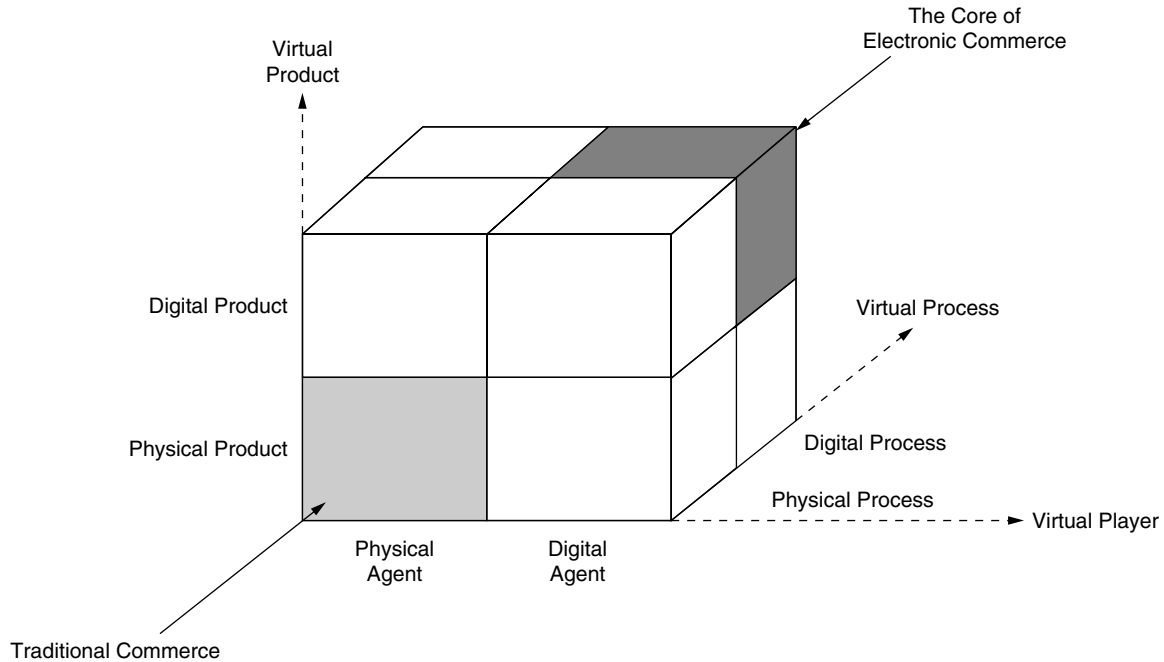 The Core of
Electronic Commerce
Virtual
Product
Digital Product
Virtual Process
Physical Product
Digital Process
Physical Process
Virtual Player
Physical
Agent
Digital
Agent
Traditional Commerce